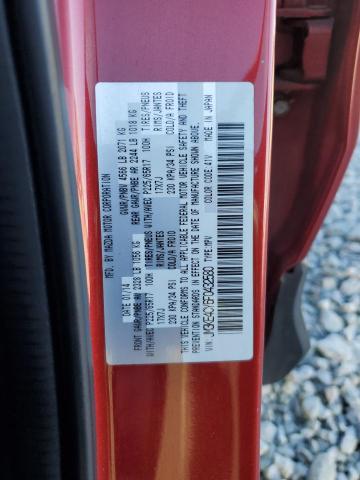 MFD. BY: MAZDA MOTOR CORPORATION
DATE: 01/14 GVWR/PNBV 4566 LB 2071 KG
FRONT GAWR/PNBE AV 2328 LB 1056 KG REAR GAWR/PNBE AR 2244 LB 1018 KG
WITH/AVEC P225/65R17 100H TIRES/PNEUS WITH/AVEC P225/65R17 100H TIRES/PNEUS
17X7J RIMS/JANTES 17X7J RIMS/JANTES
230 KPA/34 PSI COLD/A FROID 230 KPA/34 PSI COLD/A FROID
THIS VEHICLE CONFORMS TO ALL APPLICABLE FEDERAL MOTOR VEHICLE SAFETY AND THEFT
PREVENTION STANDARDS IN EFFECT ON THE DATE OF MANUFACTURE SHOWN ABOVE.
TYPE:MPV MADE IN JAPAN
COLOR CODE: 41V